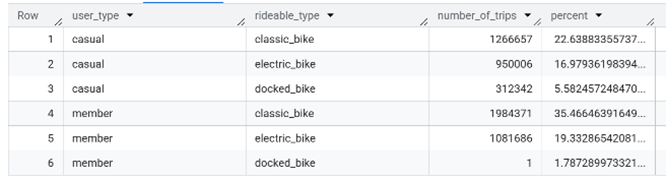 Row user_type rideable_type number_of_trips percent
1 casual classic_bike 1266657 22.63883355737...
2 casual electric_bike 950006 16.97936198394...
3 casual docked_bike 312342 5.582457248470...
4 member classic_bike 1984371 35.46646391649...
5 member electric_bike 1081686 19.33286542081...
6 member docked_bike 1 1.787289973321...